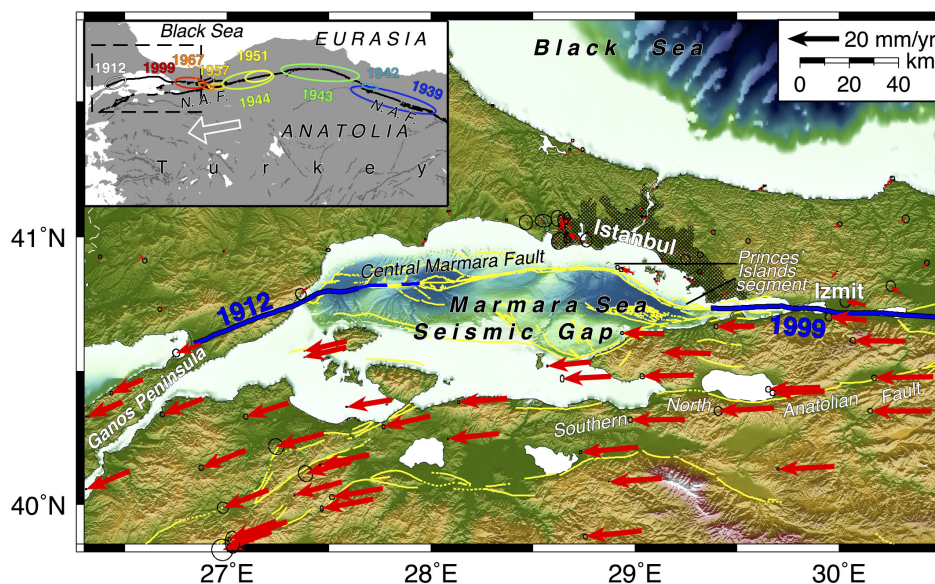 Black Sea
EURASIA
1912
1999
1967
1957
1951
1944
1943
1942
1939
N. A. F.
N. A. F.
ANATOLIA
Turkey
Black Sea
20 mm/yr
0 20 40
km
41°N
40°N
Istanbul
Princes'
Islands
segment
Izmit
Central Marmara Fault
Marmara Sea
Seismic Gap
1912
1999
Ganos Peninsula
Southern North Anatolian Fault
27°E
28°E
29°E
30°E